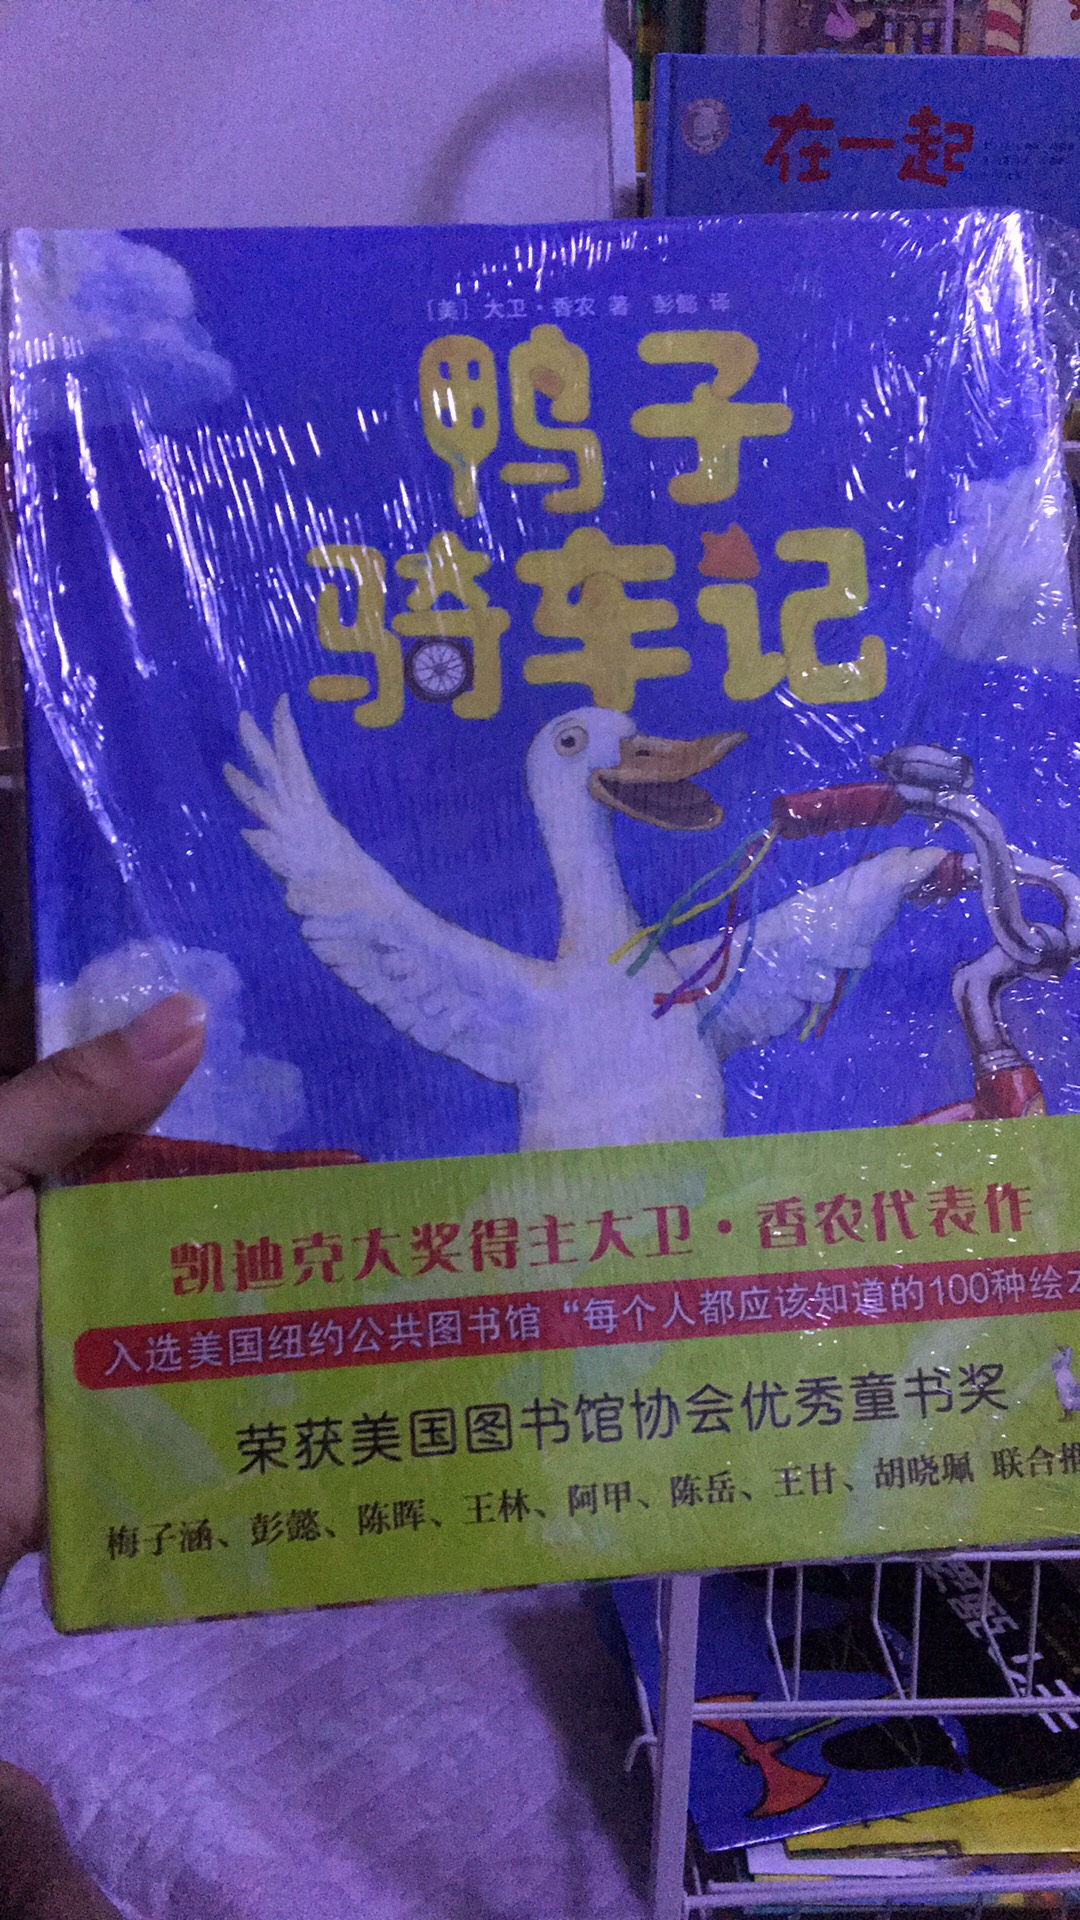 在一起
[美] 大卫·香农 著 彭懿 译
鸭子
骑车记
凯迪克大奖得主大卫·香农代表作
入选美国纽约公共图书馆“每个人都应该知道的100种绘本
荣获美国图书馆协会优秀童书奖
梅子涵、彭懿、陈晖、王林、阿甲、陈岳、王甘、胡晓珮 联合推